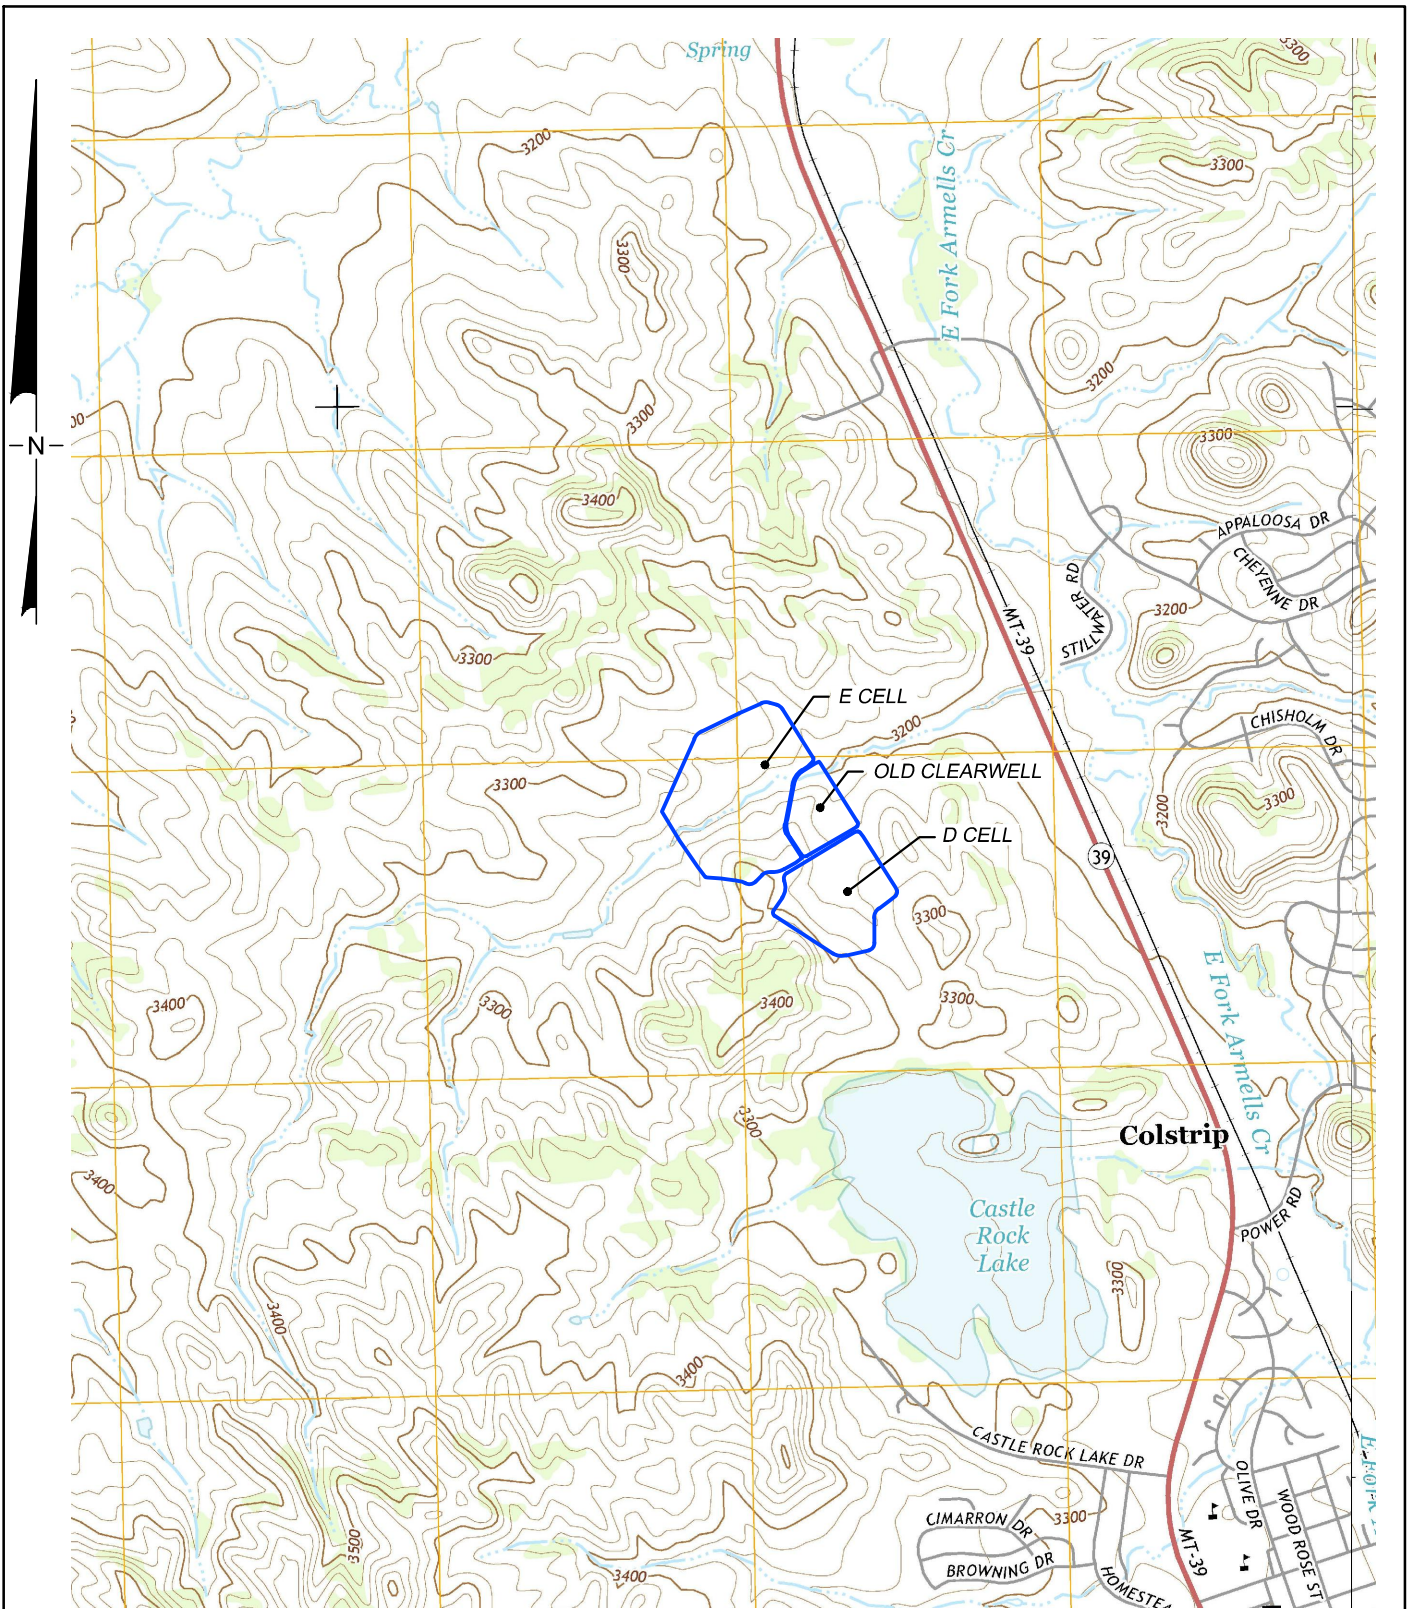 Spring
3300
3200
E Fork Armells Cr
3300
3300
3200
3300
3300
N
3400
APPALOOSA DR
CHEYENNE DR
STILLWATER RD
3200
MT-39
3300
E CELL
3200
CHISHOLM DR
OLD CLEARWELL
3300
3300
3200
D CELL
39
3300
E Fork Armells Cr
3400
3300
3400
3300
3300
Colstrip
3400
Castle
Rock
Lake
POWER RD
3300
3400
3400
CASTLE ROCK LAKE DR
OLIVE DR
WOOD ROSE ST
CIMARRON DR
3300
BROWNING DR
MT-39
3500
3400